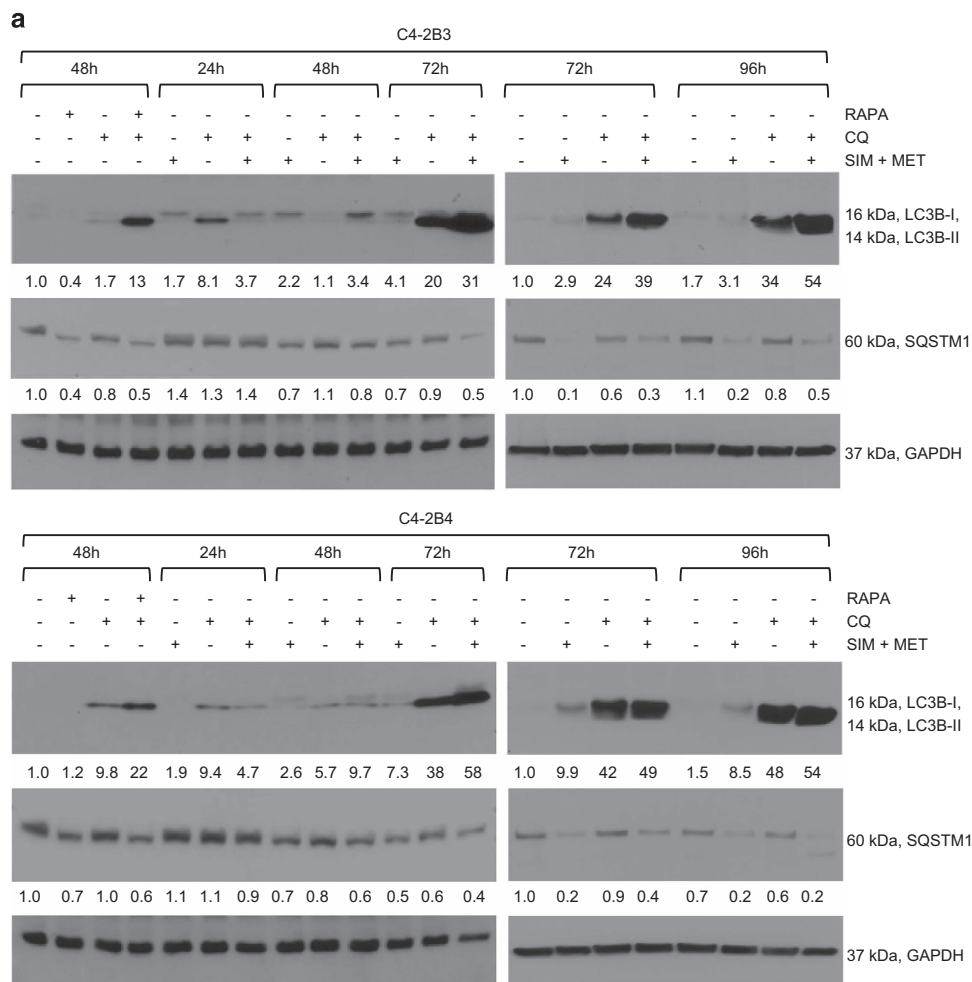 a
C4-2B3
48h 24h 48h 72h 72h 96h
- + - + - - - - - - - - - - - - - - - - - RAPA
- - + + - + + - + + - + + - - + + - - + + CQ
- - - - + - + + - + + - + - + - + - + - + SIM + MET
16 kDa, LC3B-I,
14 kDa, LC3B-II
1.0 0.4 1.7 13 1.7 8.1 3.7 2.2 1.1 3.4 4.1 20 31 1.0 2.9 24 39 1.7 3.1 34 54
60 kDa, SQSTM1
1.0 0.4 0.8 0.5 1.4 1.3 1.4 0.7 1.1 0.8 0.7 0.9 0.5 1.0 0.1 0.6 0.3 1.1 0.2 0.8 0.5
37 kDa, GAPDH
C4-2B4
48h 24h 48h 72h 72h 96h
- + - + - - - - - - - - - - - - - - - - - RAPA
- - + + - + + - + + - + + - - + + - - + + CQ
- - - - + - + + - + + - + - + - + - + - + SIM + MET
16 kDa, LC3B-I,
14 kDa, LC3B-II
1.0 1.2 9.8 22 1.9 9.4 4.7 2.6 5.7 9.7 7.3 38 58 1.0 9.9 42 49 1.5 8.5 48 54
60 kDa, SQSTM1
1.0 0.7 1.0 0.6 1.1 1.1 0.9 0.7 0.8 0.6 0.5 0.6 0.4 1.0 0.2 0.9 0.4 0.7 0.2 0.6 0.2
37 kDa, GAPDH